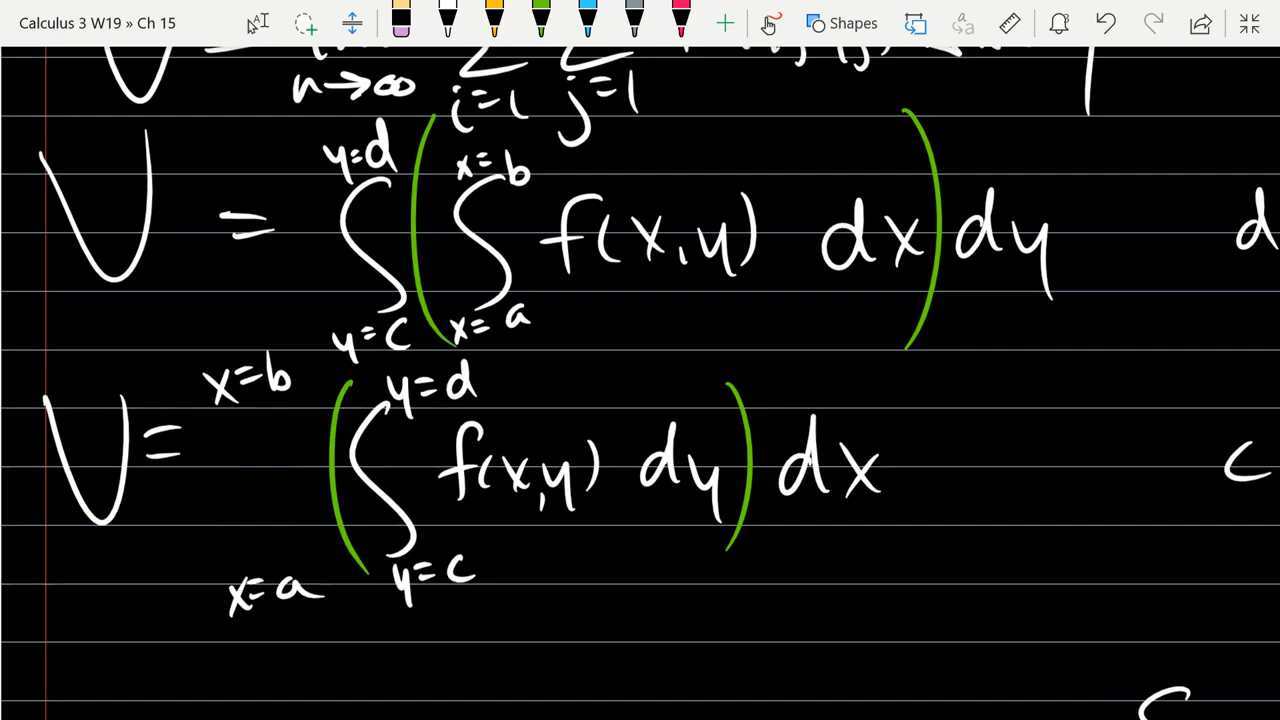 Calculus 3 W19 » Ch 15
Shapes
n→∞ i=1 j=1
V = ∫_{y=c}^{y=d} ( ∫_{x=a}^{x=b} f(x,y) dx ) dy
d
V = x=b x=a ( ∫_{y=c}^{y=d} f(x,y) dy ) dx
c